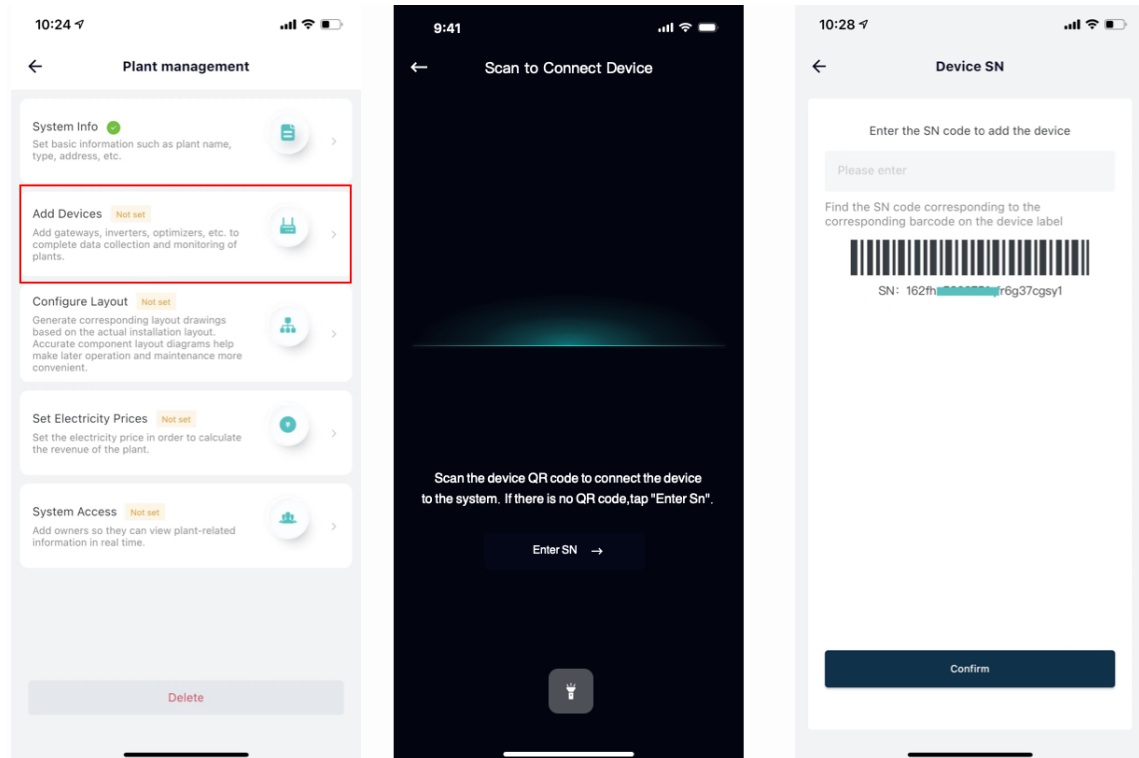 10:24
Plant management
System Info
Set basic information such as plant name,
type, address, etc.
Add Devices Not set
Add gateways, inverters, optimizers, etc. to
complete data collection and monitoring of
plants.
Configure Layout Not set
Generate corresponding layout drawings
based on the actual installation layout.
Accurate component layout diagrams help
make later operation and maintenance more
convenient.
Set Electricity Prices Not set
Set the electricity price in order to calculate
the revenue of the plant.
System Access Not set
Add owners so they can view plant-related
information in real time.
Delete
9:41
Scan to Connect Device
Scan the device QR code to connect the device
to the system. If there is no QR code,tap "Enter Sn".
Enter SN →
10:28
Device SN
Enter the SN code to add the device
Please enter
Find the SN code corresponding to the
corresponding barcode on the device label
SN: 162fh r6g37cgsy1
Confirm